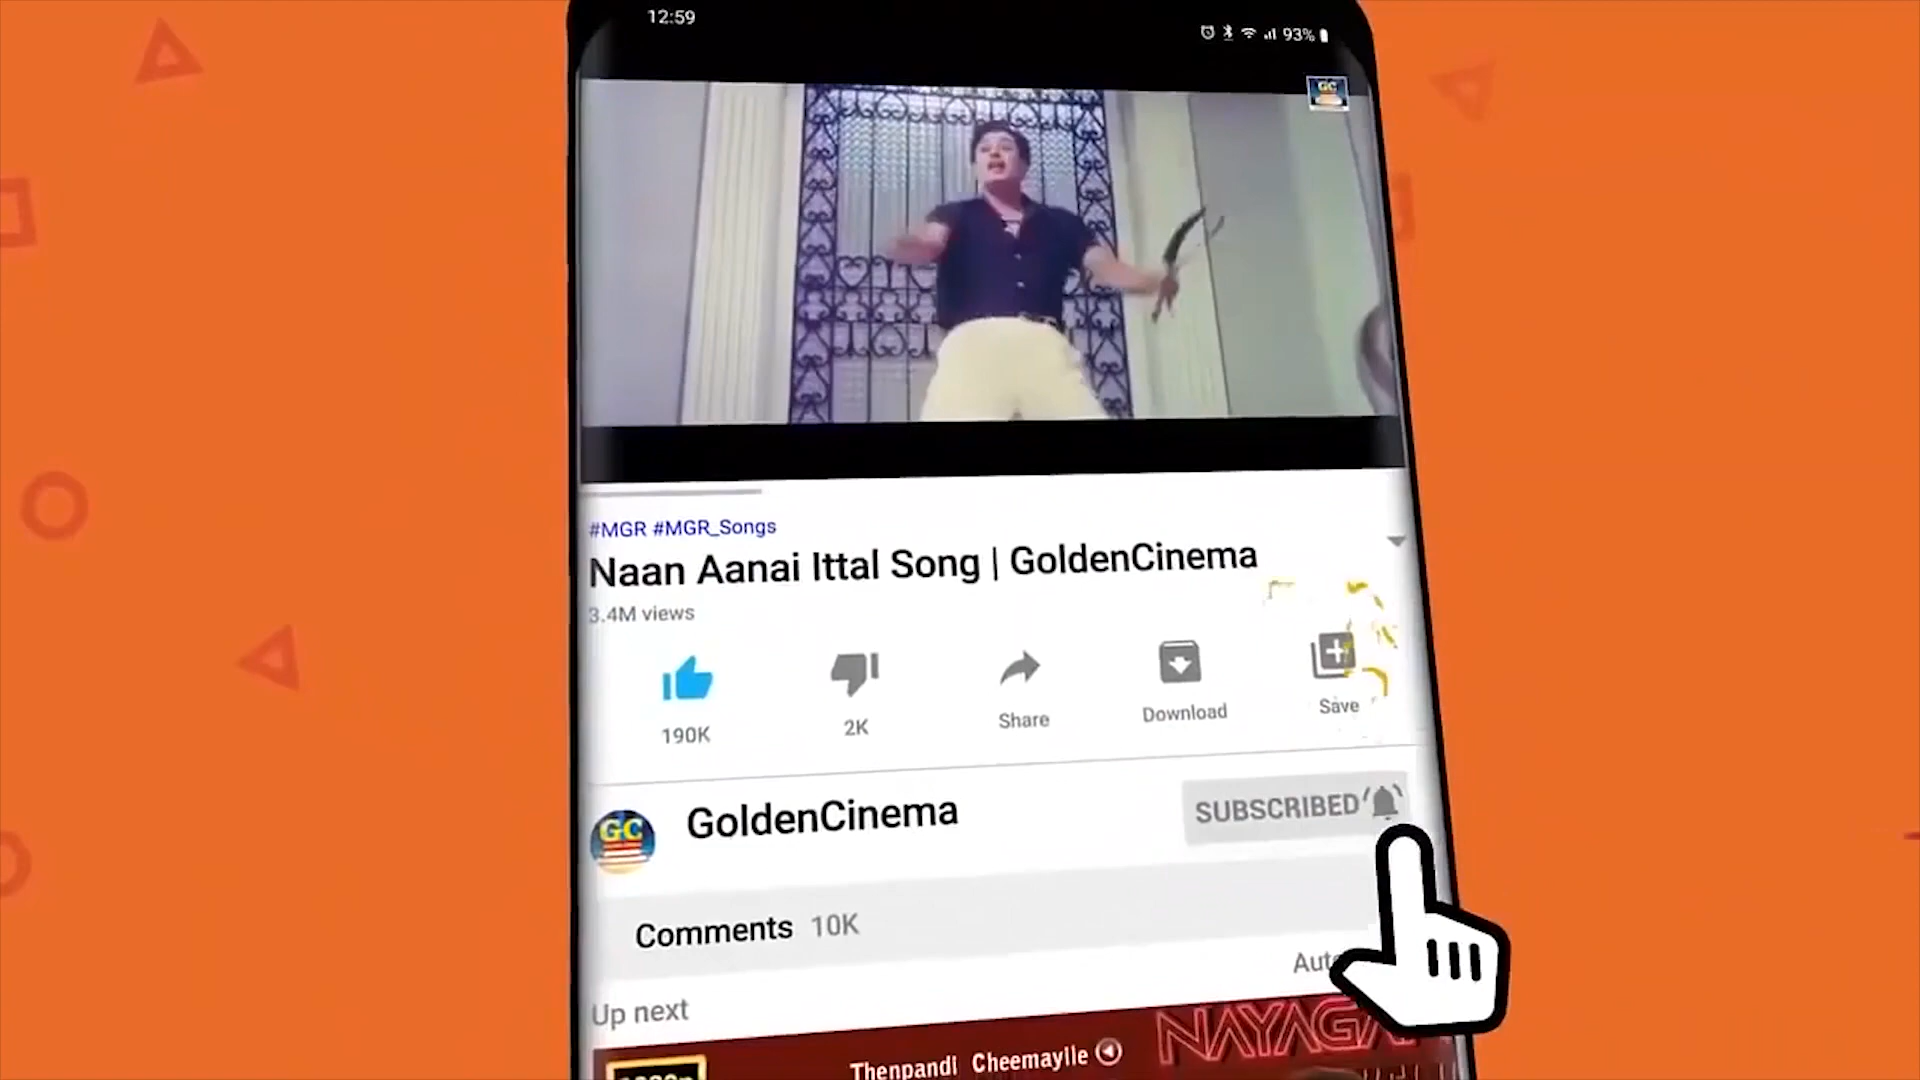 12:59
93%
GC
#MGR #MGR_Songs
Naan Aanai Ittal Song | GoldenCinema
3.4M views
190K
2K
Share
Download
Save
GC
GoldenCinema
SUBSCRIBED
Comments 10K
Up next
Thenpandi Cheemaylle